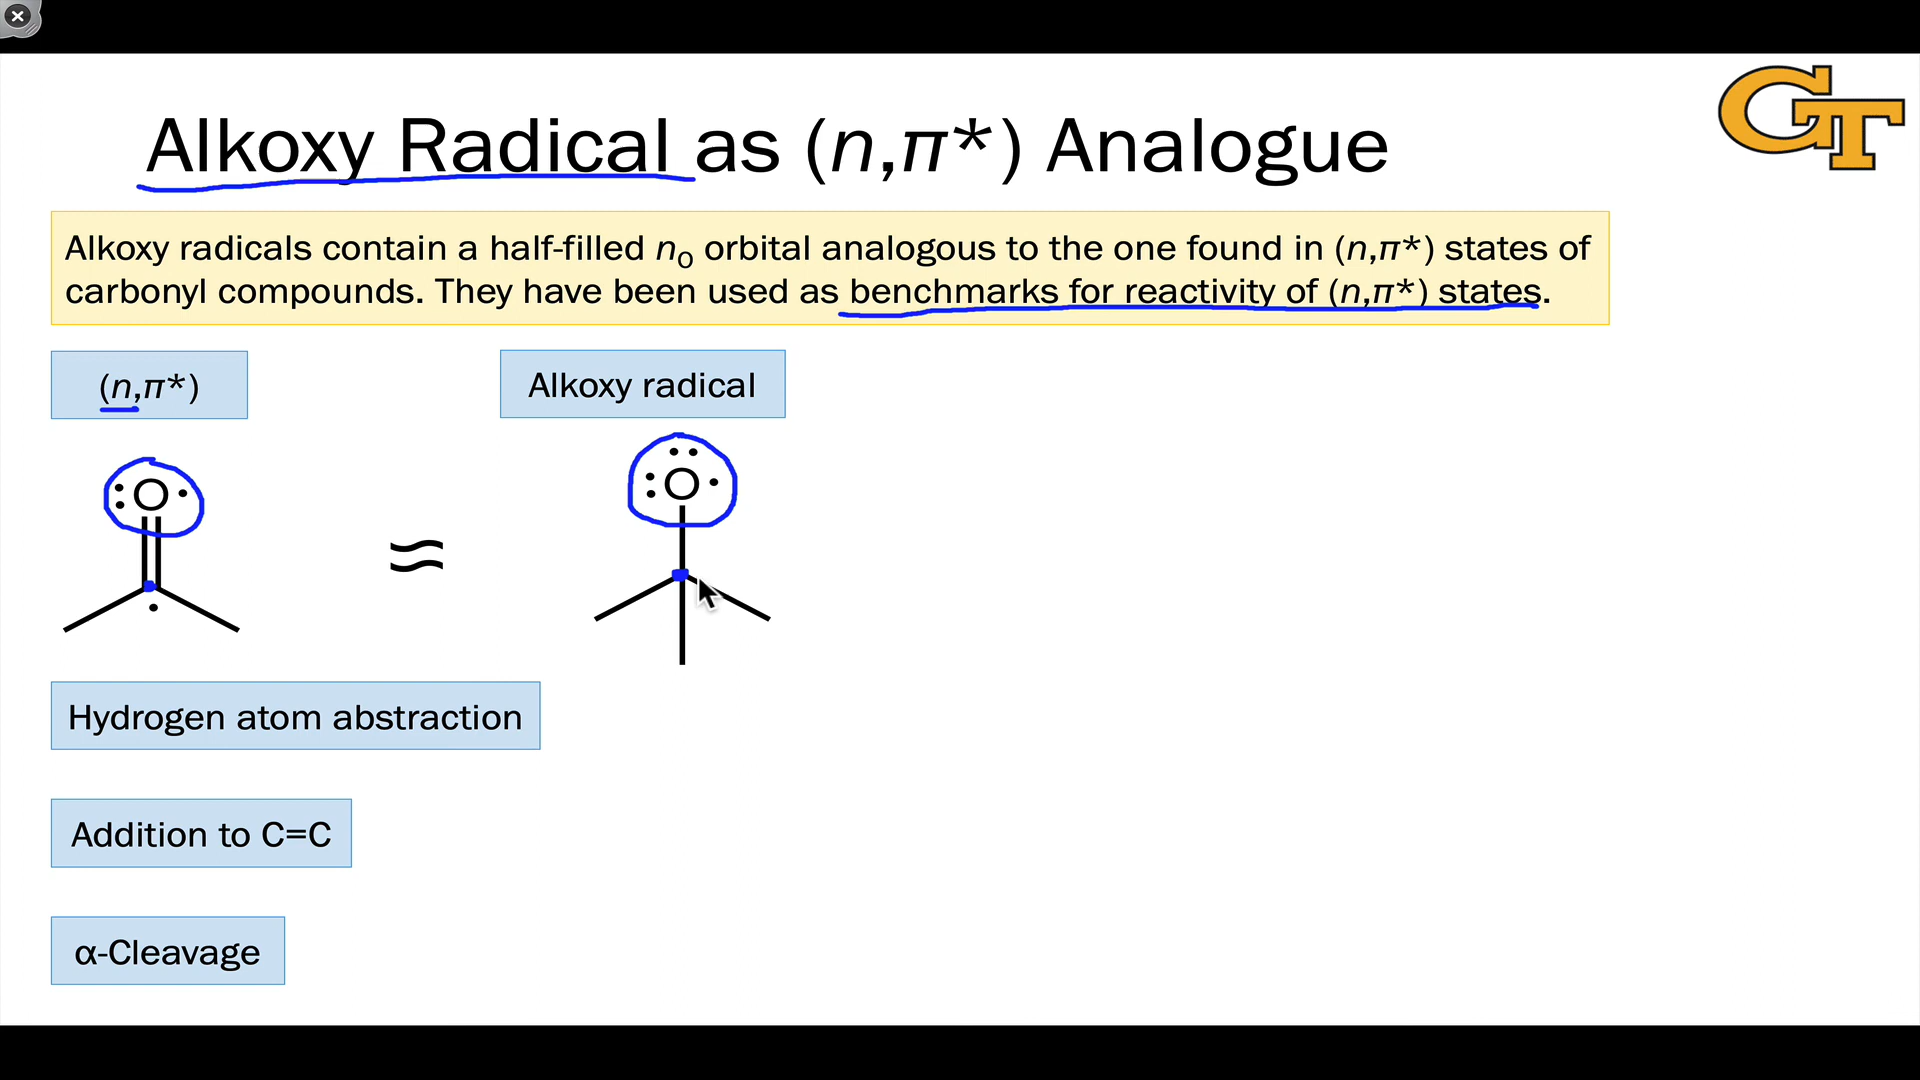 GT
Alkoxy Radical as (n,π*) Analogue
Alkoxy radicals contain a half-filled nO orbital analogous to the one found in (n,π*) states of
carbonyl compounds. They have been used as benchmarks for reactivity of (n,π*) states.
(n,π*)
Alkoxy radical
O
O
≈
Hydrogen atom abstraction
Addition to C=C
α-Cleavage